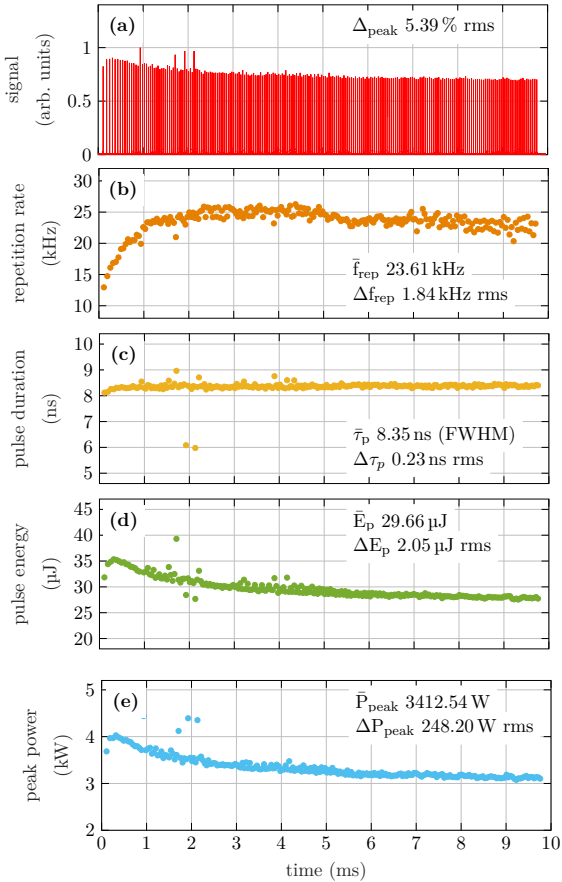 (a)
Δpeak 5.39 % rms
signal
(arb. units)
1
0.5
0
(b)
repetition rate
(kHz)
30
25
20
15
10
f̄rep 23.61 kHz
Δfrep 1.84 kHz rms
(c)
pulse duration
(ns)
10
9
8
7
6
5
τ̄p 8.35 ns (FWHM)
Δτp 0.23 ns rms
(d)
pulse energy
(µJ)
45
40
35
30
25
20
Ēp 29.66 µJ
ΔEp 2.05 µJ rms
(e)
peak power
(kW)
5
4
3
2
P̄peak 3412.54 W
ΔPpeak 248.20 W rms
0 1 2 3 4 5 6 7 8 9 10
time (ms)